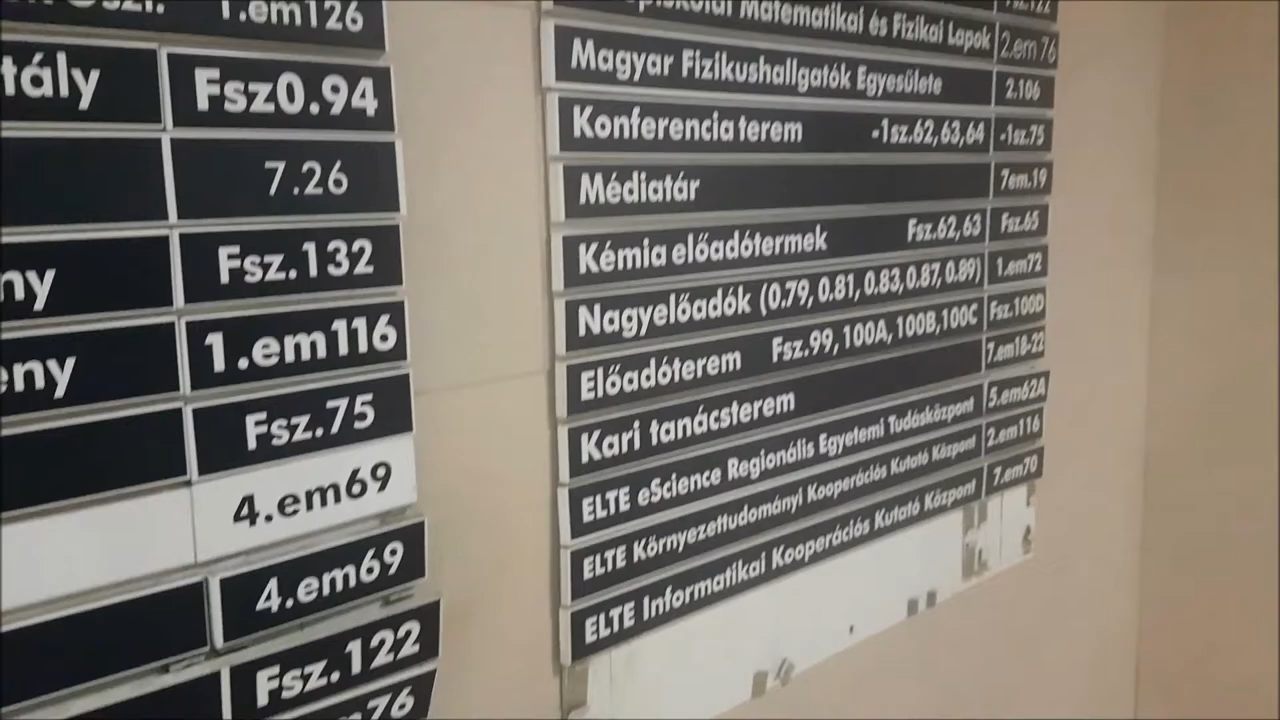 1.em126
tály Fsz0.94
7.26
ny Fsz.132
ny 1.em116
Fsz.75
4.em69
4.em69
Fsz.122
76
Matematikai és Fizikai Lapok 2.em 76
Magyar Fizikushallgatók Egyesülete 2.106
Konferencia terem -1sz.62,63,64 -1sz.75
Médiatár 7em.19
Kémia előadótermek Fsz.62,63 Fsz.65
Nagyelőadók (0.79, 0.81, 0.83,0.87, 0.89) 1.em72
Előadóterem Fsz.99, 100A, 100B,100C Fsz.100D
Kari tanácsterem 7.em18-22
ELTE eScience Regionális Egyetemi Tudásközpont 5.em62A
ELTE Környezettudományi Kooperációs Kutató Központ 2.em116
ELTE Informatikai Kooperációs Kutató Központ 7.em70